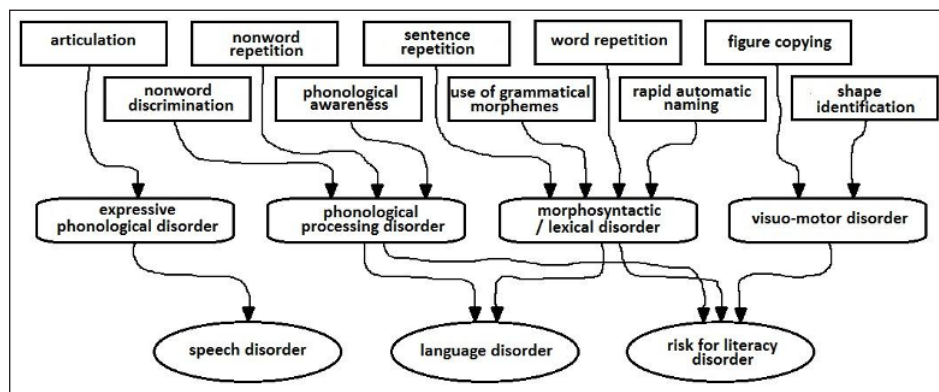 articulation
nonword
repetition
sentence
repetition
word repetition
figure copying
nonword
discrimination
phonological
awareness
use of grammatical
morphemes
rapid automatic
naming
shape
identification
expressive
phonological disorder
phonological
processing disorder
morphosyntactic
/ lexical disorder
visuo-motor disorder
speech disorder
language disorder
risk for literacy
disorder